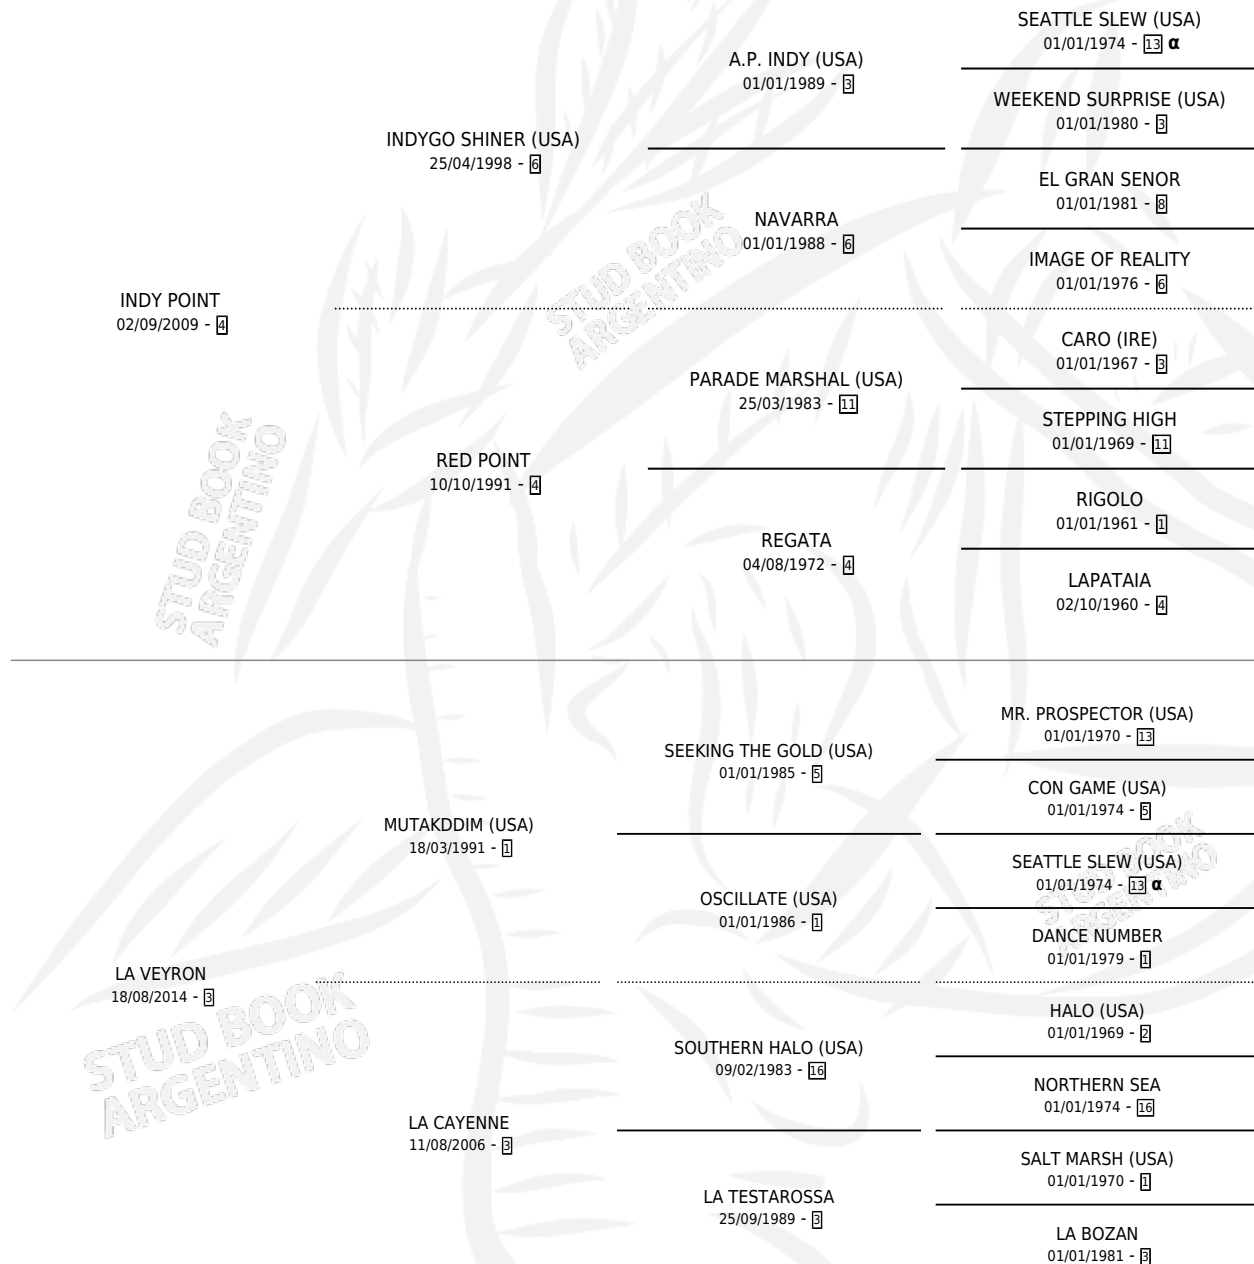 SEATTLE SLEW (USA)
01/01/1974 - 13 α
A.P. INDY (USA)
01/01/1989 - 3
WEEKEND SURPRISE (USA)
01/01/1980 - 3
INDYGO SHINER (USA)
25/04/1998 - 6
EL GRAN SENOR
01/01/1981 - 8
NAVARRA
01/01/1988 - 6
IMAGE OF REALITY
01/01/1976 - 6
INDY POINT
02/09/2009 - 4
CARO (IRE)
01/01/1967 - 3
PARADE MARSHAL (USA)
25/03/1983 - 11
STEPPING HIGH
01/01/1969 - 11
RED POINT
10/10/1991 - 4
RIGOLO
01/01/1961 - 1
REGATA
04/08/1972 - 4
LAPATAIA
02/10/1960 - 4
MR. PROSPECTOR (USA)
01/01/1970 - 13
SEEKING THE GOLD (USA)
01/01/1985 - 5
CON GAME (USA)
01/01/1974 - 5
MUTAKDDIM (USA)
18/03/1991 - 1
SEATTLE SLEW (USA)
01/01/1974 - 13 α
OSCILLATE (USA)
01/01/1986 - 1
DANCE NUMBER
01/01/1979 - 1
LA VEYRON
18/08/2014 - 3
HALO (USA)
01/01/1969 - 2
SOUTHERN HALO (USA)
09/02/1983 - 16
NORTHERN SEA
01/01/1974 - 16
LA CAYENNE
11/08/2006 - 3
SALT MARSH (USA)
01/01/1970 - 1
LA TESTAROSSA
25/09/1989 - 3
LA BOZAN
01/01/1981 - 3
STUD BOOK
ARGENTINO
STUD BOOK
ARGENTINO
STUD BOOK
ARGENTINO
STUD BOOK
ARGENTINO